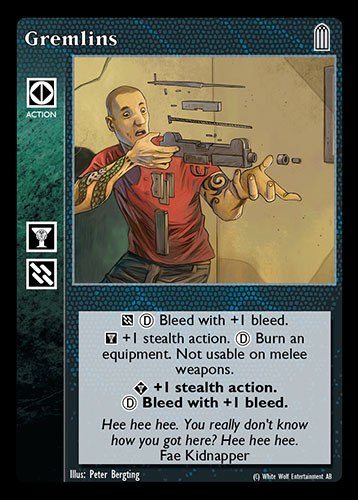 Gremlins
ACTION
D Bleed with +1 bleed.
+1 stealth action. D Burn an
equipment. Not usable on melee
weapons.
+1 stealth action.
D Bleed with +1 bleed.
Hee hee hee. You really don't know
how you got here? Hee hee hee.
Fae Kidnapper
Illus: Peter Bergting
(C) White Wolf Entertainment AB